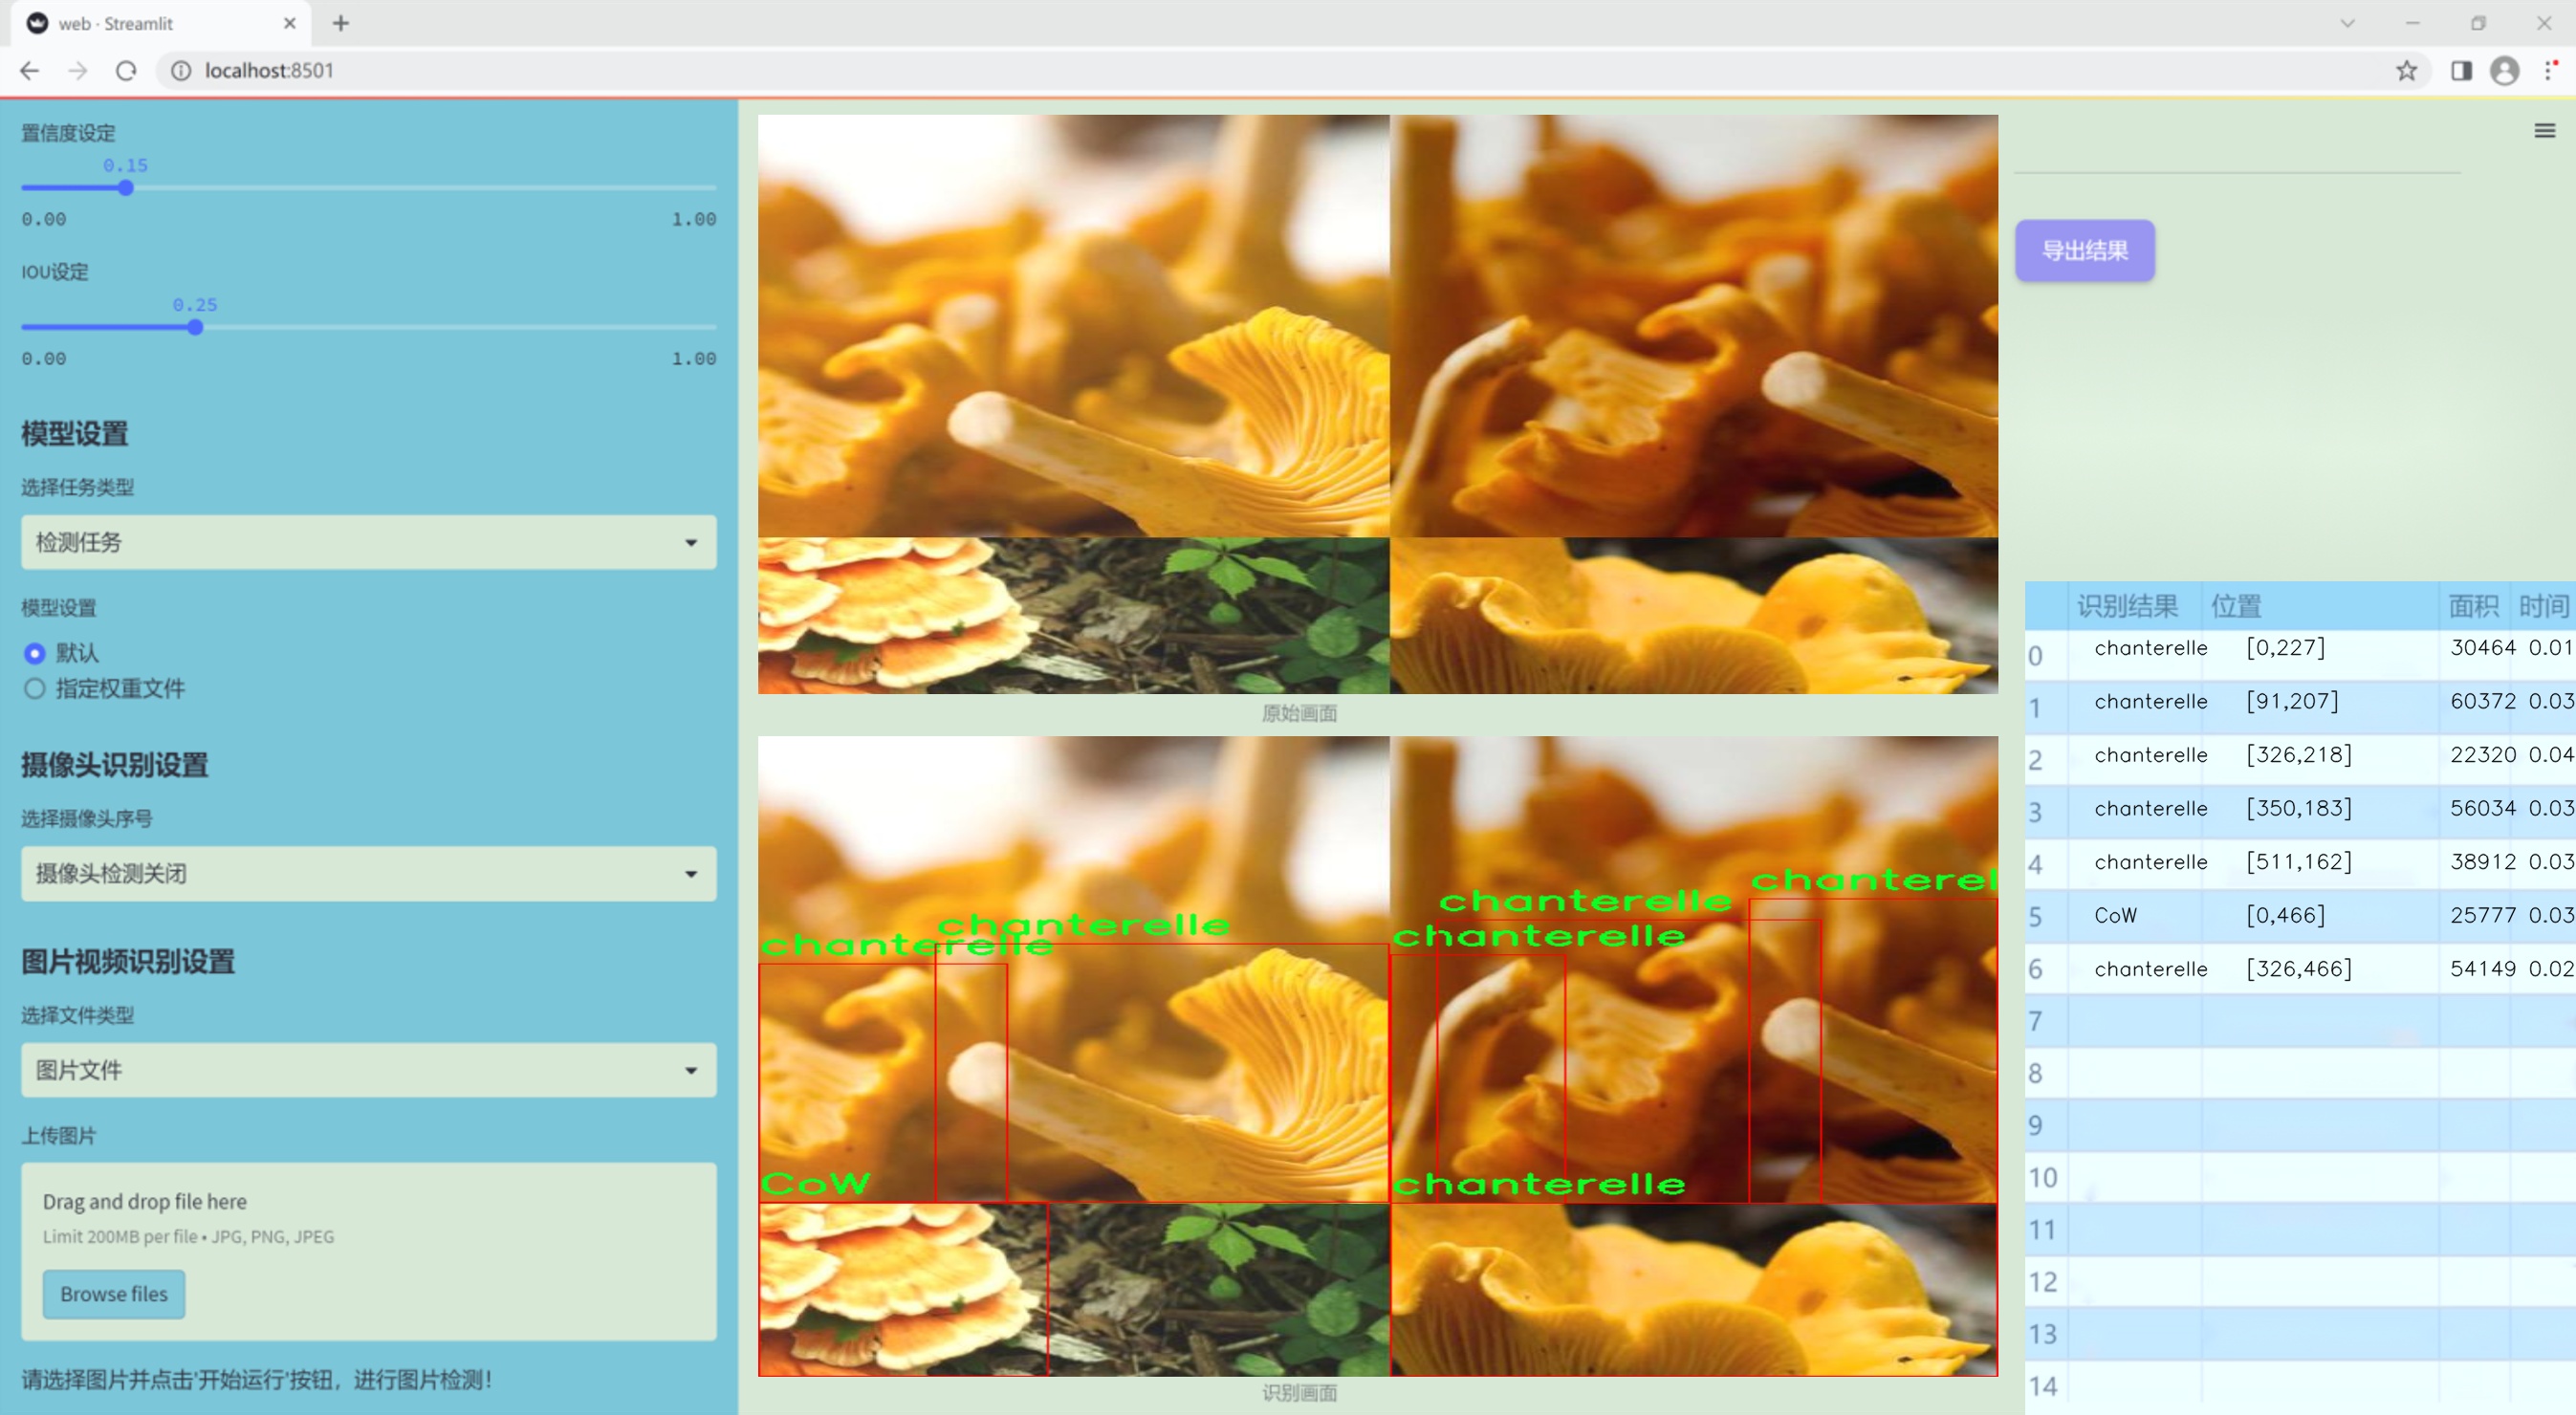 web · Streamlit
localhost:8501
置信度设定
0.15
0.00 1.00
IOU设定
0.25
0.00 1.00
模型设置
选择任务类型
检测任务
模型设置
默认
指定权重文件
摄像头识别设置
选择摄像头序号
摄像头检测关闭
图片视频识别设置
选择文件类型
图片文件
上传图片
Drag and drop file here
Limit 200MB per file • JPG, PNG, JPEG
Browse files
请选择图片并点击'开始运行'按钮，进行图片检测！
原始画面
chanterel
chanterelle
chanterelle
chanterelle
chanterelle
CoW
chanterelle
识别画面
导出结果
识别结果 位置 面积 时间
0 chanterelle [0,227] 30464 0.01
1 chanterelle [91,207] 60372 0.03
2 chanterelle [326,218] 22320 0.04
3 chanterelle [350,183] 56034 0.03
4 chanterelle [511,162] 38912 0.03
5 CoW [0,466] 25777 0.03
6 chanterelle [326,466] 54149 0.02
7
8
9
10
11
12
13
14